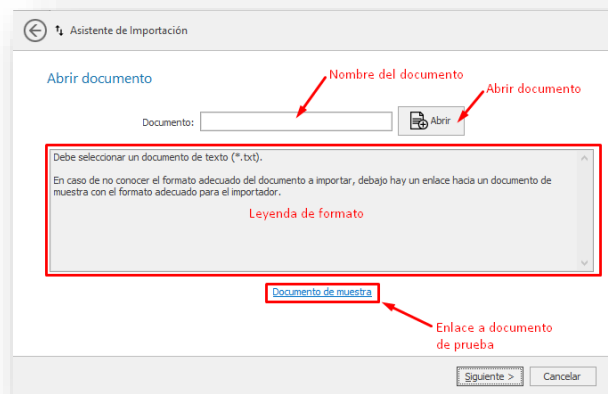 Asistente de Importación
Abrir documento
Nombre del documento
Abrir documento
Documento:
Abrir
Debe seleccionar un documento de texto (*.txt).
En caso de no conocer el formato adecuado del documento a importar, debajo hay un enlace hacia un documento de
muestra con el formato adecuado para el importador.
Leyenda de formato
Documento de muestra
Enlace a documento
de prueba
Siguiente >
Cancelar